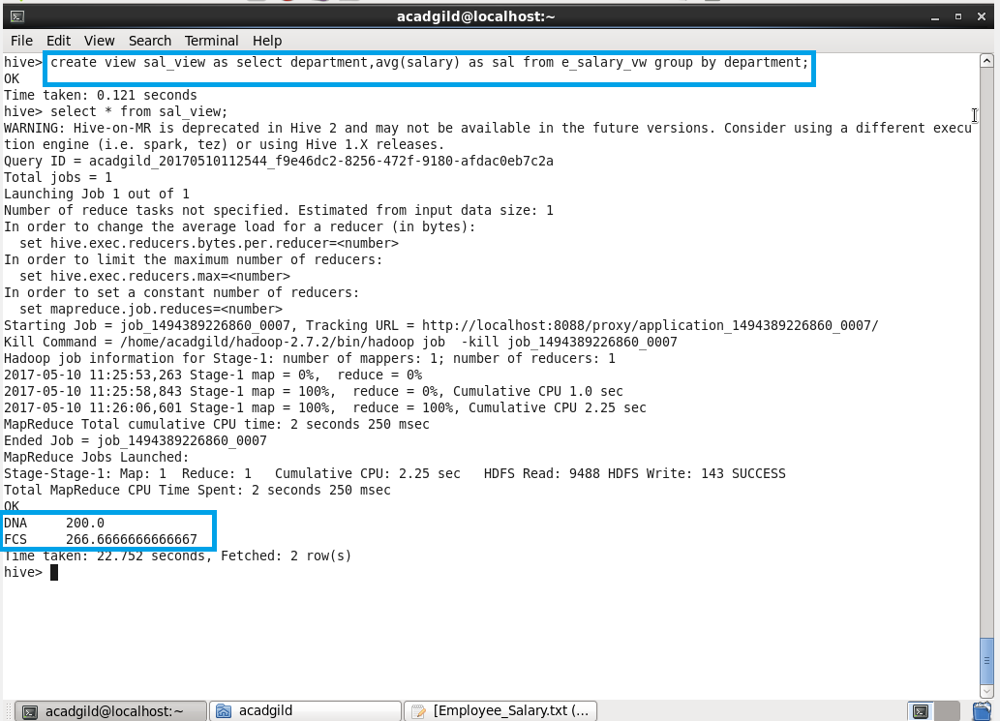 acadgild@localhost:~
File Edit View Search Terminal Help
hive> create view sal_view as select department,avg(salary) as sal from e_salary_vw group by department;
OK
Time taken: 0.121 seconds
hive> select * from sal_view;
WARNING: Hive-on-MR is deprecated in Hive 2 and may not be available in the future versions. Consider using a different execu
tion engine (i.e. spark, tez) or using Hive 1.X releases.
Query ID = acadgild_20170510112544_f9e46dc2-8256-472f-9180-afdac0eb7c2a
Total jobs = 1
Launching Job 1 out of 1
Number of reduce tasks not specified. Estimated from input data size: 1
In order to change the average load for a reducer (in bytes):
  set hive.exec.reducers.bytes.per.reducer=<number>
In order to limit the maximum number of reducers:
  set hive.exec.reducers.max=<number>
In order to set a constant number of reducers:
  set mapreduce.job.reduces=<number>
Starting Job = job_1494389226860_0007, Tracking URL = http://localhost:8088/proxy/application_1494389226860_0007/
Kill Command = /home/acadgild/hadoop-2.7.2/bin/hadoop job  -kill job_1494389226860_0007
Hadoop job information for Stage-1: number of mappers: 1; number of reducers: 1
2017-05-10 11:25:53,263 Stage-1 map = 0%,  reduce = 0%
2017-05-10 11:25:58,843 Stage-1 map = 100%,  reduce = 0%, Cumulative CPU 1.0 sec
2017-05-10 11:26:06,601 Stage-1 map = 100%,  reduce = 100%, Cumulative CPU 2.25 sec
MapReduce Total cumulative CPU time: 2 seconds 250 msec
Ended Job = job_1494389226860_0007
MapReduce Jobs Launched:
Stage-Stage-1: Map: 1  Reduce: 1   Cumulative CPU: 2.25 sec   HDFS Read: 9488 HDFS Write: 143 SUCCESS
Total MapReduce CPU Time Spent: 2 seconds 250 msec
OK
DNA     200.0
FCS     266.6666666666667
Time taken: 22.752 seconds, Fetched: 2 row(s)
hive>
acadgild@localhost:~ acadgild [Employee_Salary.txt (...